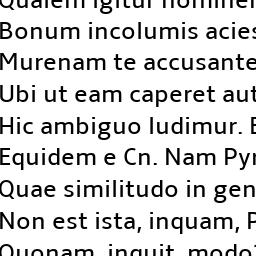 Qualem igitur hominem
Bonum incolumis acies
Murenam te accusante
Ubi ut eam caperet aut
Hic ambiguo ludimur.
Equidem e Cn. Nam Pyr
Quae similitudo in gen
Non est ista, inquam,
Quonam, inquit, modo?